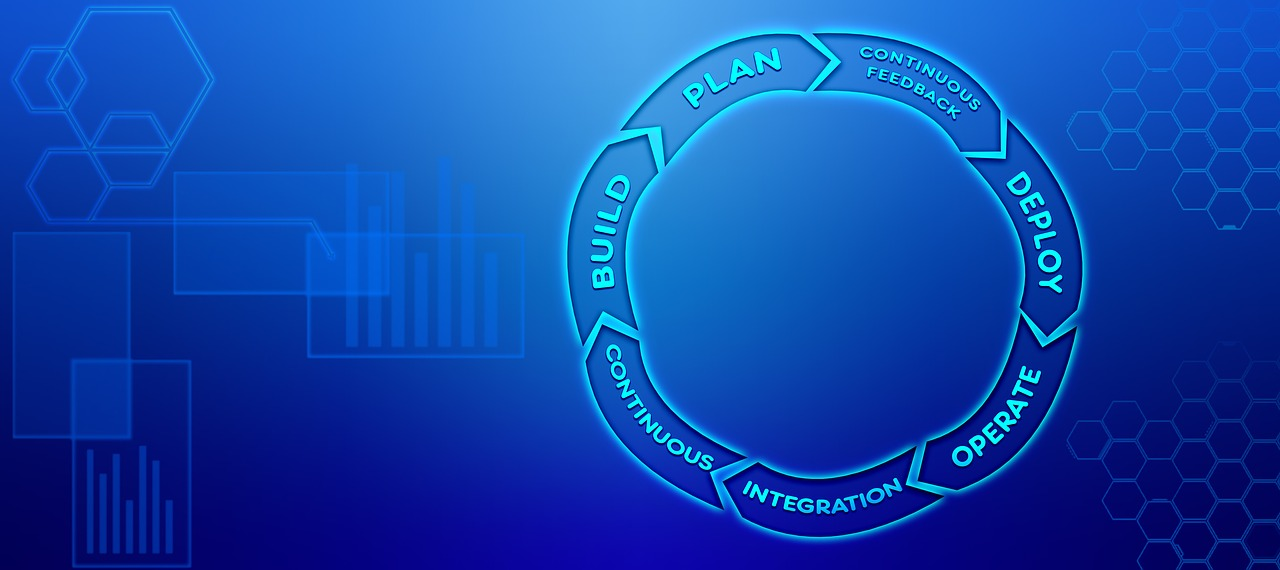 PLAN
CONTINUOUS
FEEDBACK
DEPLOY
OPERATE
INTEGRATION
CONTINUOUS
BUILD